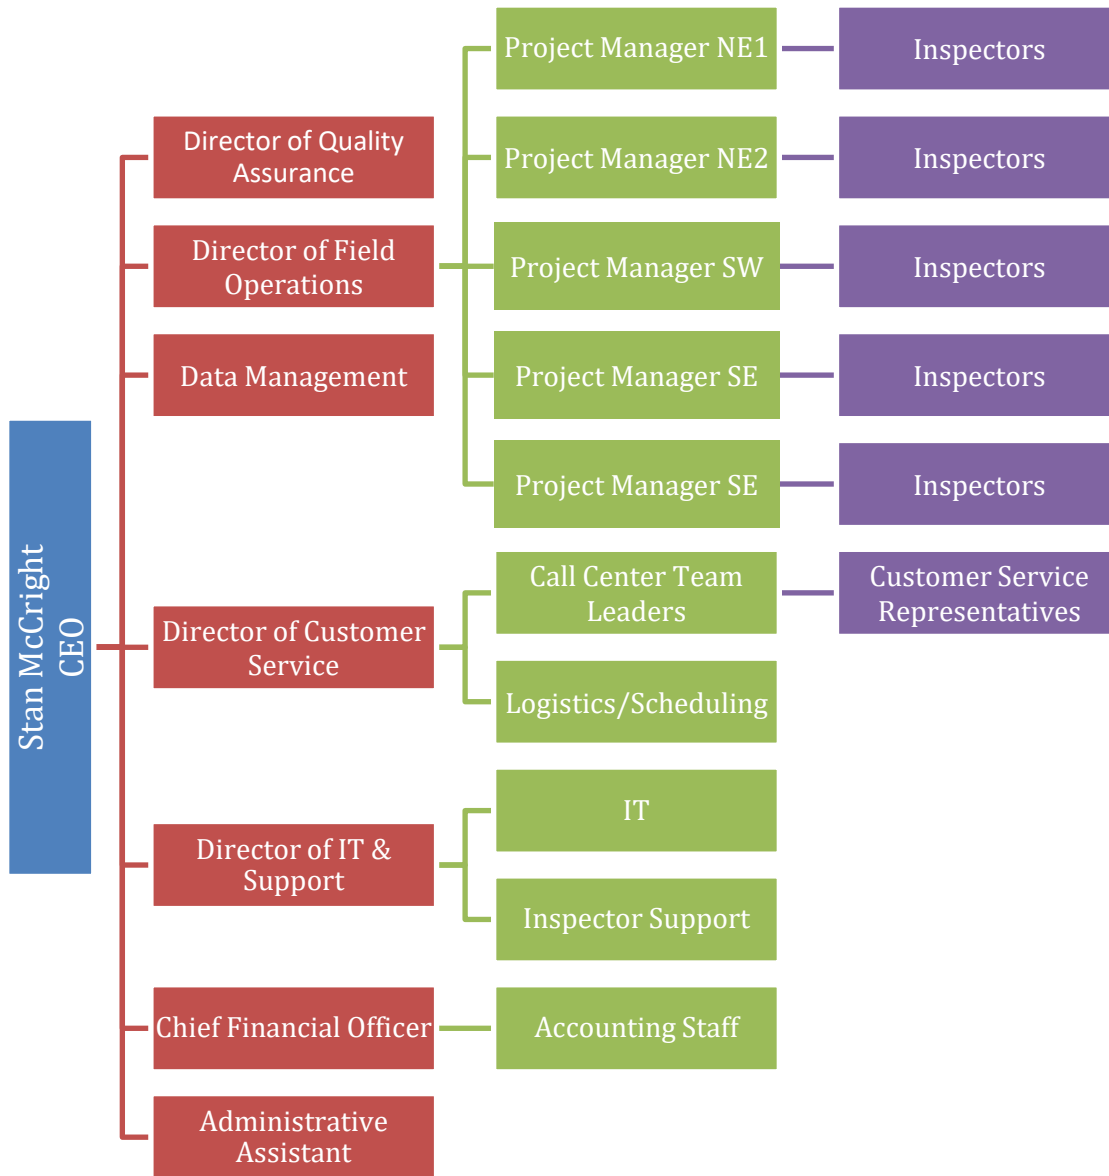 Stan McCright
CEO
Director of Quality
Assurance
Director of Field
Operations
Project Manager NE1
Inspectors
Project Manager NE2
Inspectors
Project Manager SW
Inspectors
Project Manager SE
Inspectors
Project Manager SE
Inspectors
Data Management
Director of Customer
Service
Call Center Team
Leaders
Customer Service
Representatives
Logistics/Scheduling
Director of IT &
Support
IT
Inspector Support
Chief Financial Officer
Accounting Staff
Administrative
Assistant